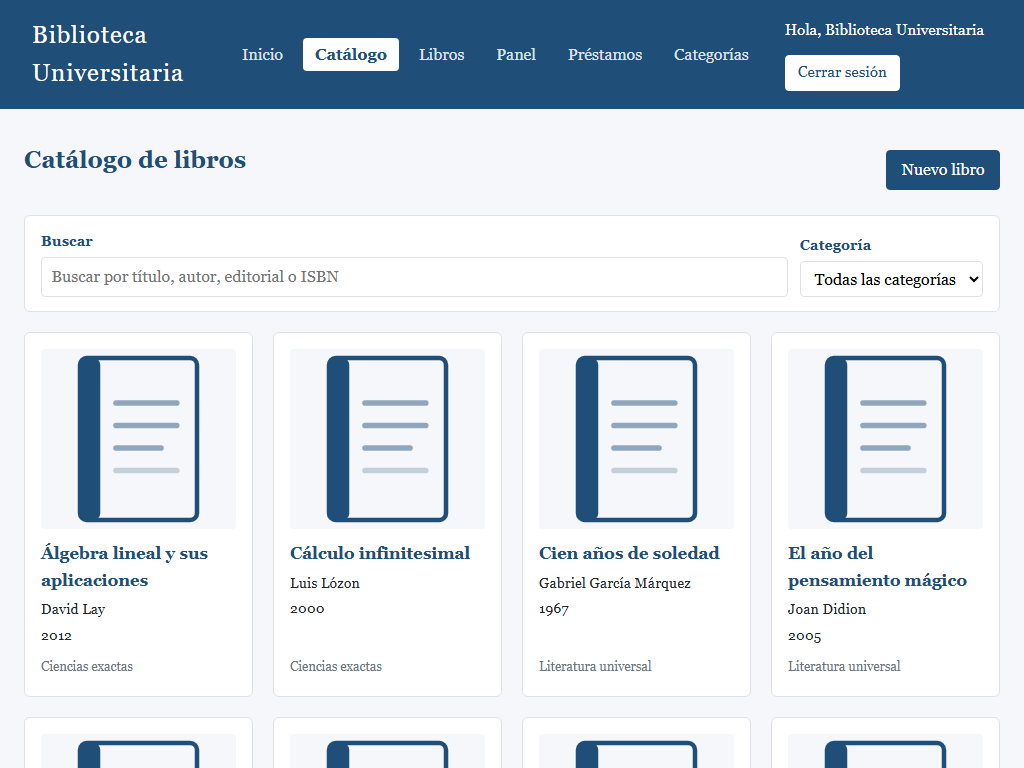 Biblioteca
Universitaria
Inicio
Catálogo
Libros
Panel
Préstamos
Categorías
Hola, Biblioteca Universitaria
Cerrar sesión
Catálogo de libros
Nuevo libro
Buscar
Buscar por título, autor, editorial o ISBN
Categoría
Todas las categorías
Álgebra lineal y sus
aplicaciones
David Lay
2012
Ciencias exactas
Cálculo infinitesimal
Luis Lózon
2000
Ciencias exactas
Cien años de soledad
Gabriel García Márquez
1967
Literatura universal
El año del
pensamiento mágico
Joan Didion
2005
Literatura universal